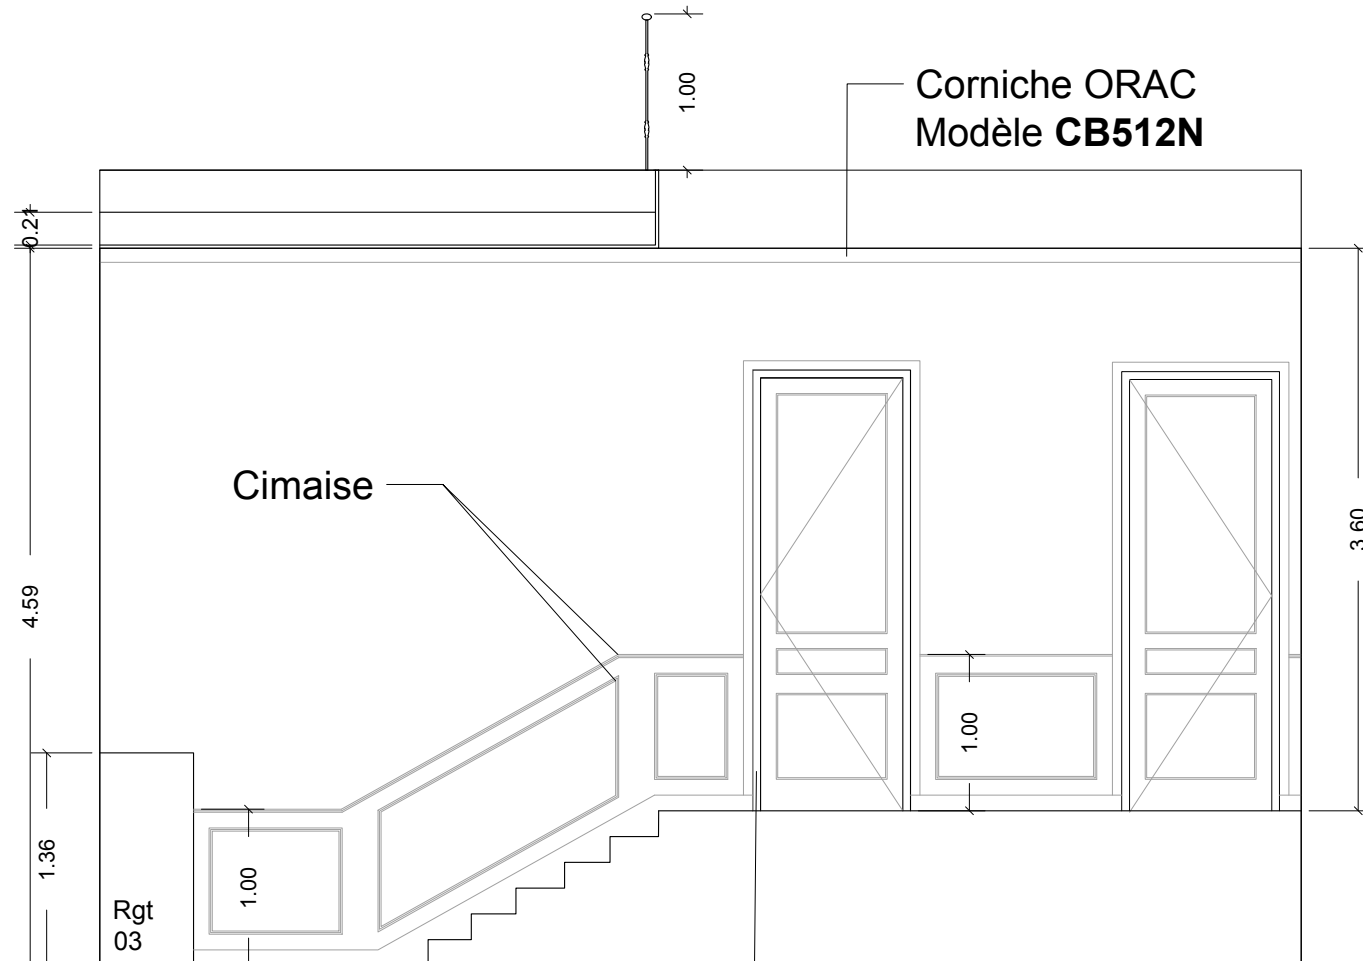 1.00
Corniche ORAC
Modèle CB512N
0.21
Cimaise
3.60
4.59
1.00
1.36
1.00
Rgt
03